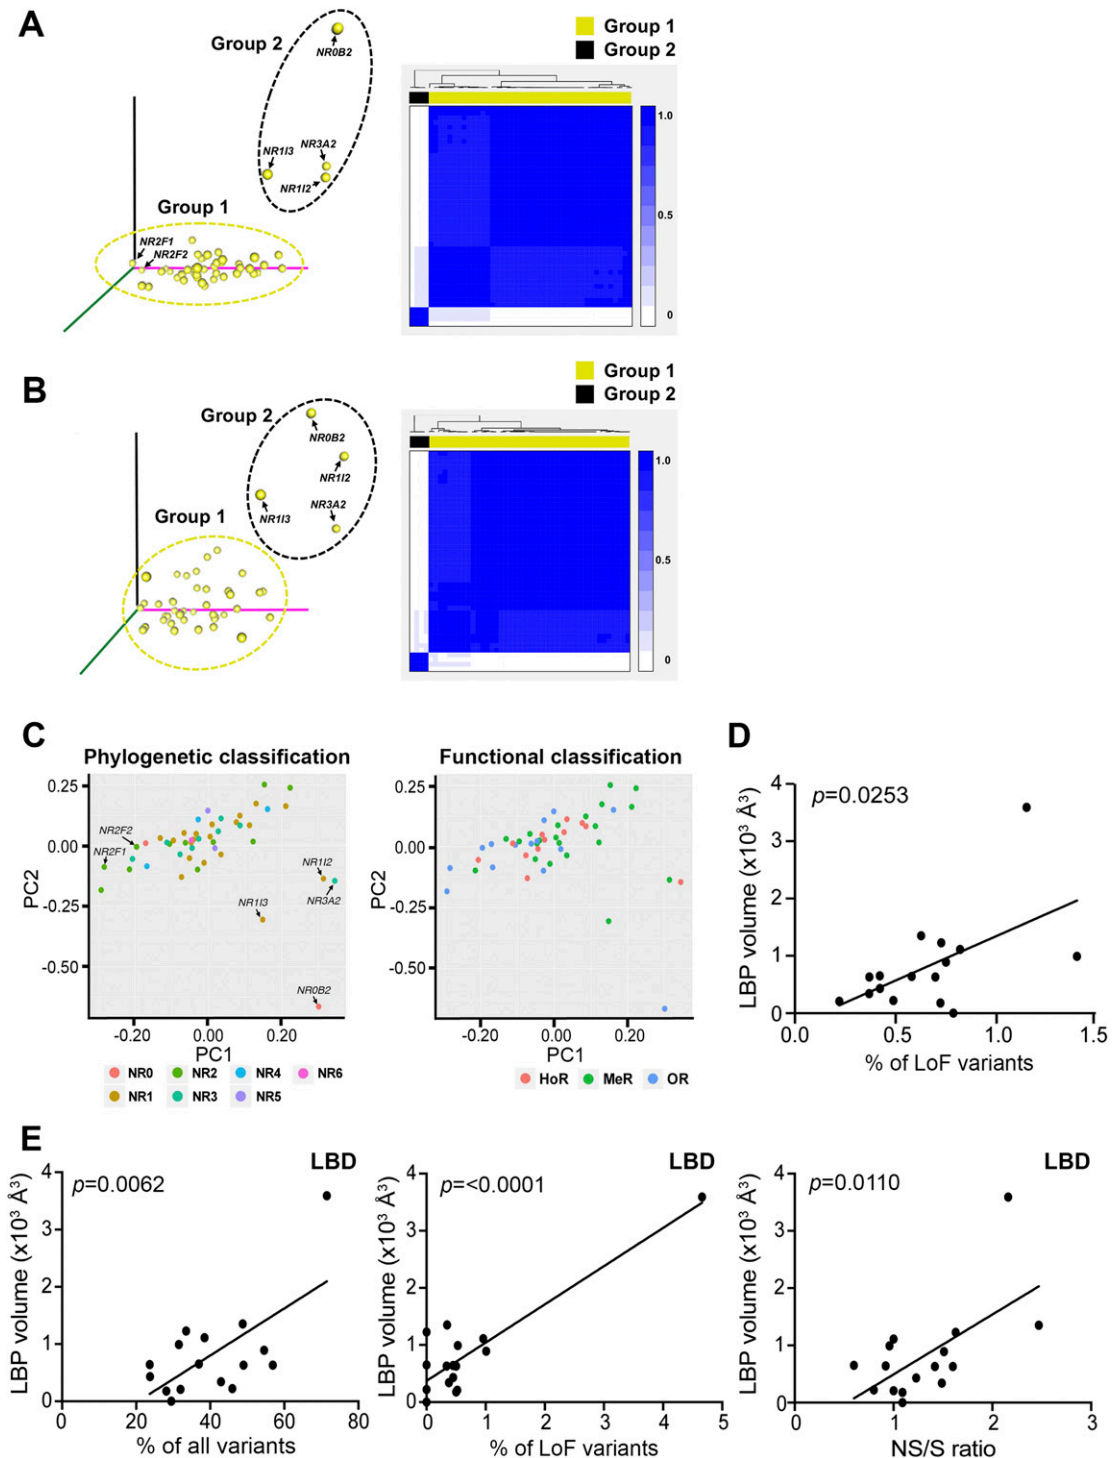 A
Group 2
NR0B2
NR1I3
NR3A2
NR1I2
Group 1
NR2F1
NR2F2
Group 1
Group 2
1.0
0.5
0
B
Group 2
NR0B2
NR1I2
NR1I3
NR3A2
Group 1
Group 1
Group 2
1.0
0.5
0
C
Phylogenetic classification
0.25
0.00
-0.25
-0.50
PC2
NR2F2
NR2F1
NR1I2
NR3A2
NR1I3
NR0B2
-0.20
0.00
0.20
PC1
NR0
NR2
NR4
NR6
NR1
NR3
NR5
Functional classification
0.25
0.00
-0.25
-0.50
PC2
-0.20
0.00
0.20
PC1
HoR
MeR
OR
D
p=0.0253
LBP volume (x10³ Å³)
4
3
2
1
0
0.0
0.5
1.0
1.5
% of LoF variants
E
LBD
p=0.0062
LBP volume (x10³ Å³)
4
3
2
1
0
0
20
40
60
80
% of all variants
LBD
p=<0.0001
LBP volume (x10³ Å³)
4
3
2
1
0
0
1
2
3
4
5
% of LoF variants
LBD
p=0.0110
LBP volume (x10³ Å³)
4
3
2
1
0
0
1
2
3
NS/S ratio